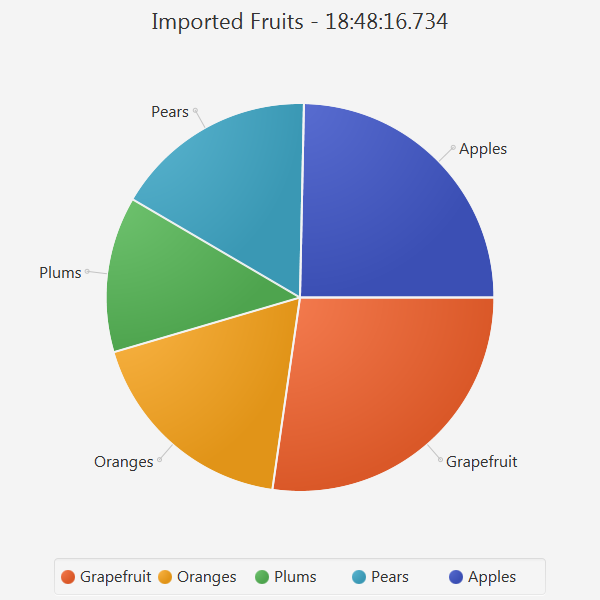 Imported Fruits - 18:48:16.734
Pears
Apples
Plums
Oranges
Grapefruit
Grapefruit Oranges Plums Pears Apples